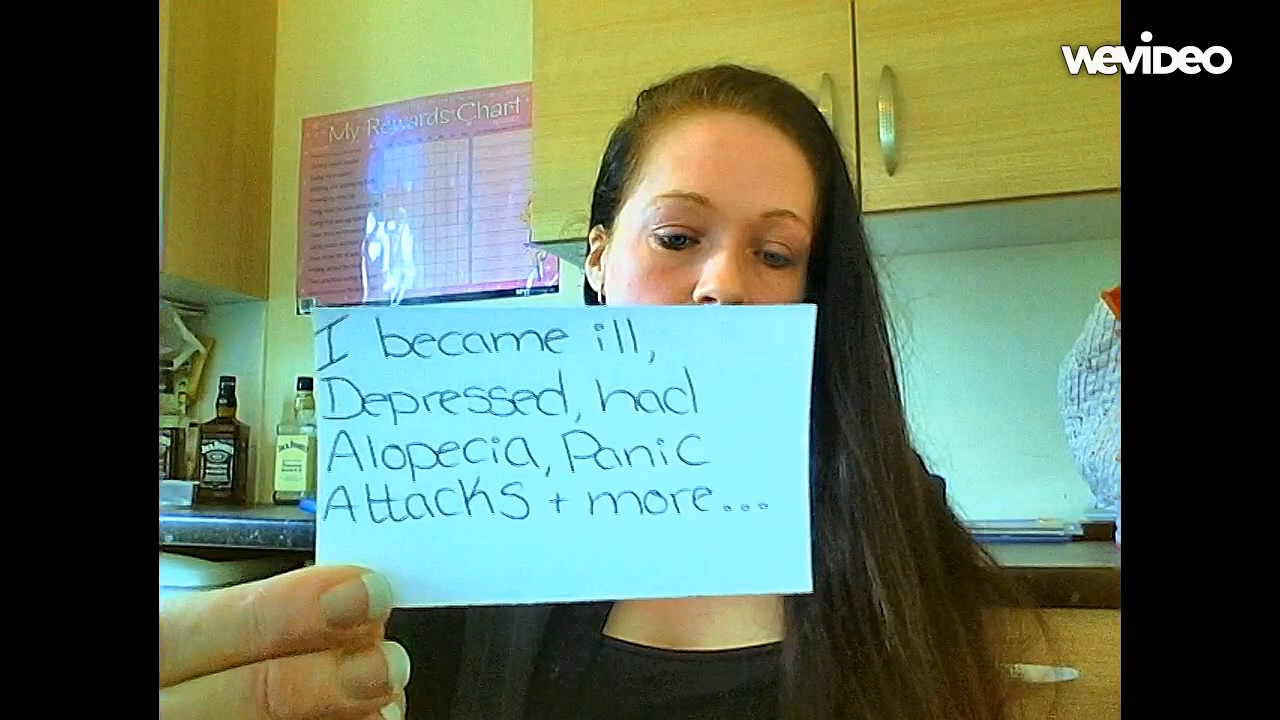 WEVIDEO
My Rewards Chart
I became ill,
Depressed, had
Alopecia, Panic
Attacks + more...